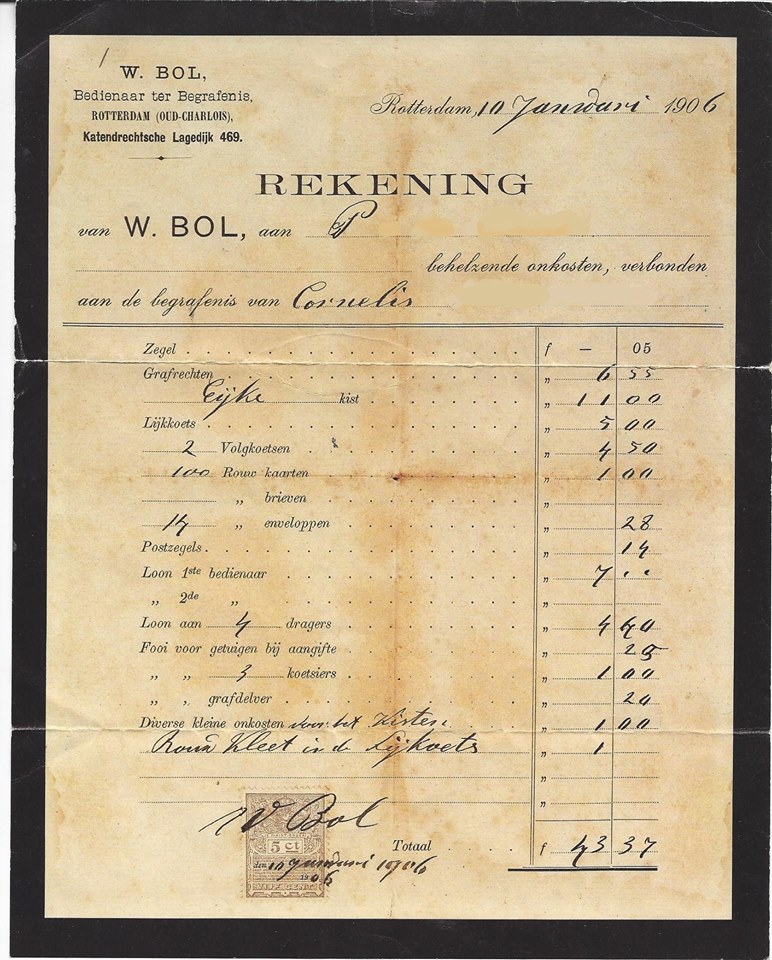 W. BOL,
Bedienaar ter Begrafenis,
ROTTERDAM (OUD-CHARLOIS),
Katendrechtsche Lagedijk 469.
Rotterdam, 10 Januari 1906
REKENING
van W. BOL, aan P
behelzende onkosten, verbonden
aan de begrafenis van Cornelis
Zegel f — 05
Grafrechten „ 6 55
Eijke kist „ 11 00
Lijkkoets „ 5 00
2 Volgkoetsen „ 4 50
100 Rouw kaarten „ 1 00
„ brieven „
14 „ enveloppen „ 28
Postzegels „ 14
Loon 1ste bedienaar „ 7 . .
„ 2de „ „
Loon aan 4 dragers „ 4 40
Fooi voor getuigen bij aangifte „ 25
„ „ 3 koetsiers „ 1 00
„ „ grafdelver „ 20
Diverse kleine onkosten voor het Kisten „ 1 00
Rouw Kleet in de Lijkoets „ 1
„
„
W Bol
5 ct
Totaal f 43 37
den 10 Januari 1906
1906
VIJF CENT